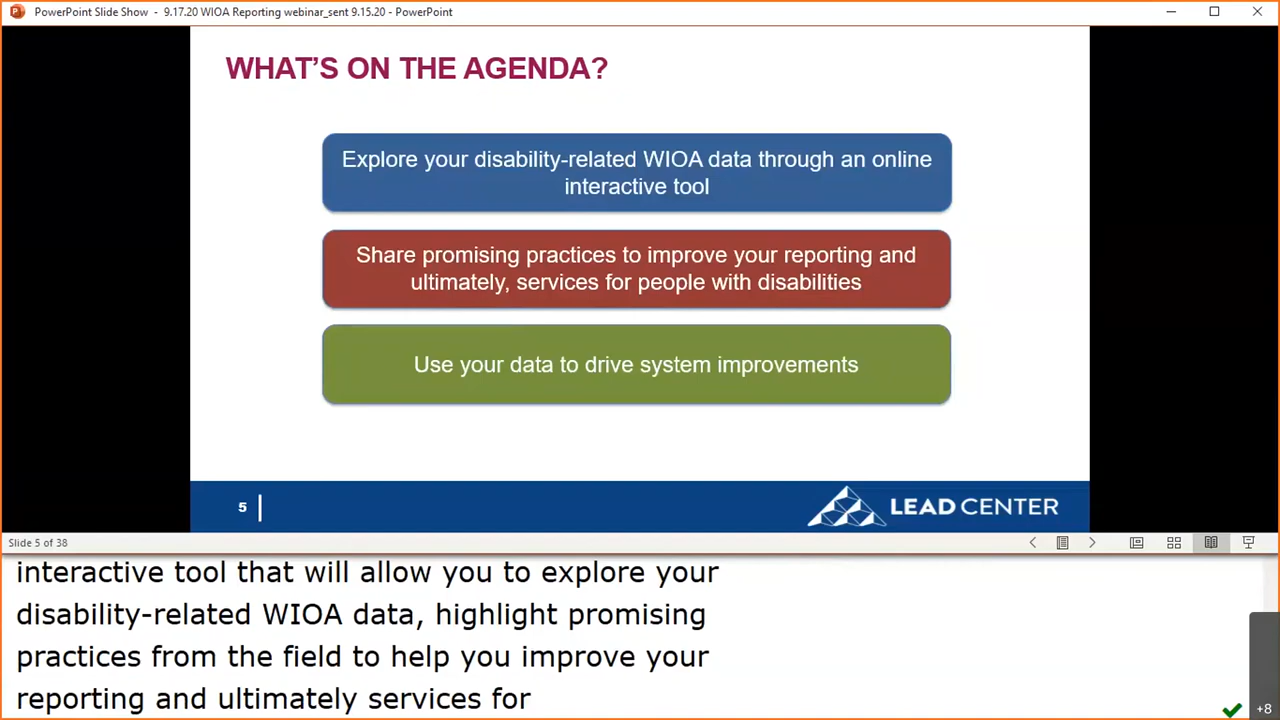 PowerPoint Slide Show - 9.17.20 WIOA Reporting webinar_sent 9.15.20 - PowerPoint
WHAT'S ON THE AGENDA?
Explore your disability-related WIOA data through an online
interactive tool
Share promising practices to improve your reporting and
ultimately, services for people with disabilities
Use your data to drive system improvements
5
LEAD CENTER
Slide 5 of 38
interactive tool that will allow you to explore your
disability-related WIOA data, highlight promising
practices from the field to help you improve your
reporting and ultimately services for
+8